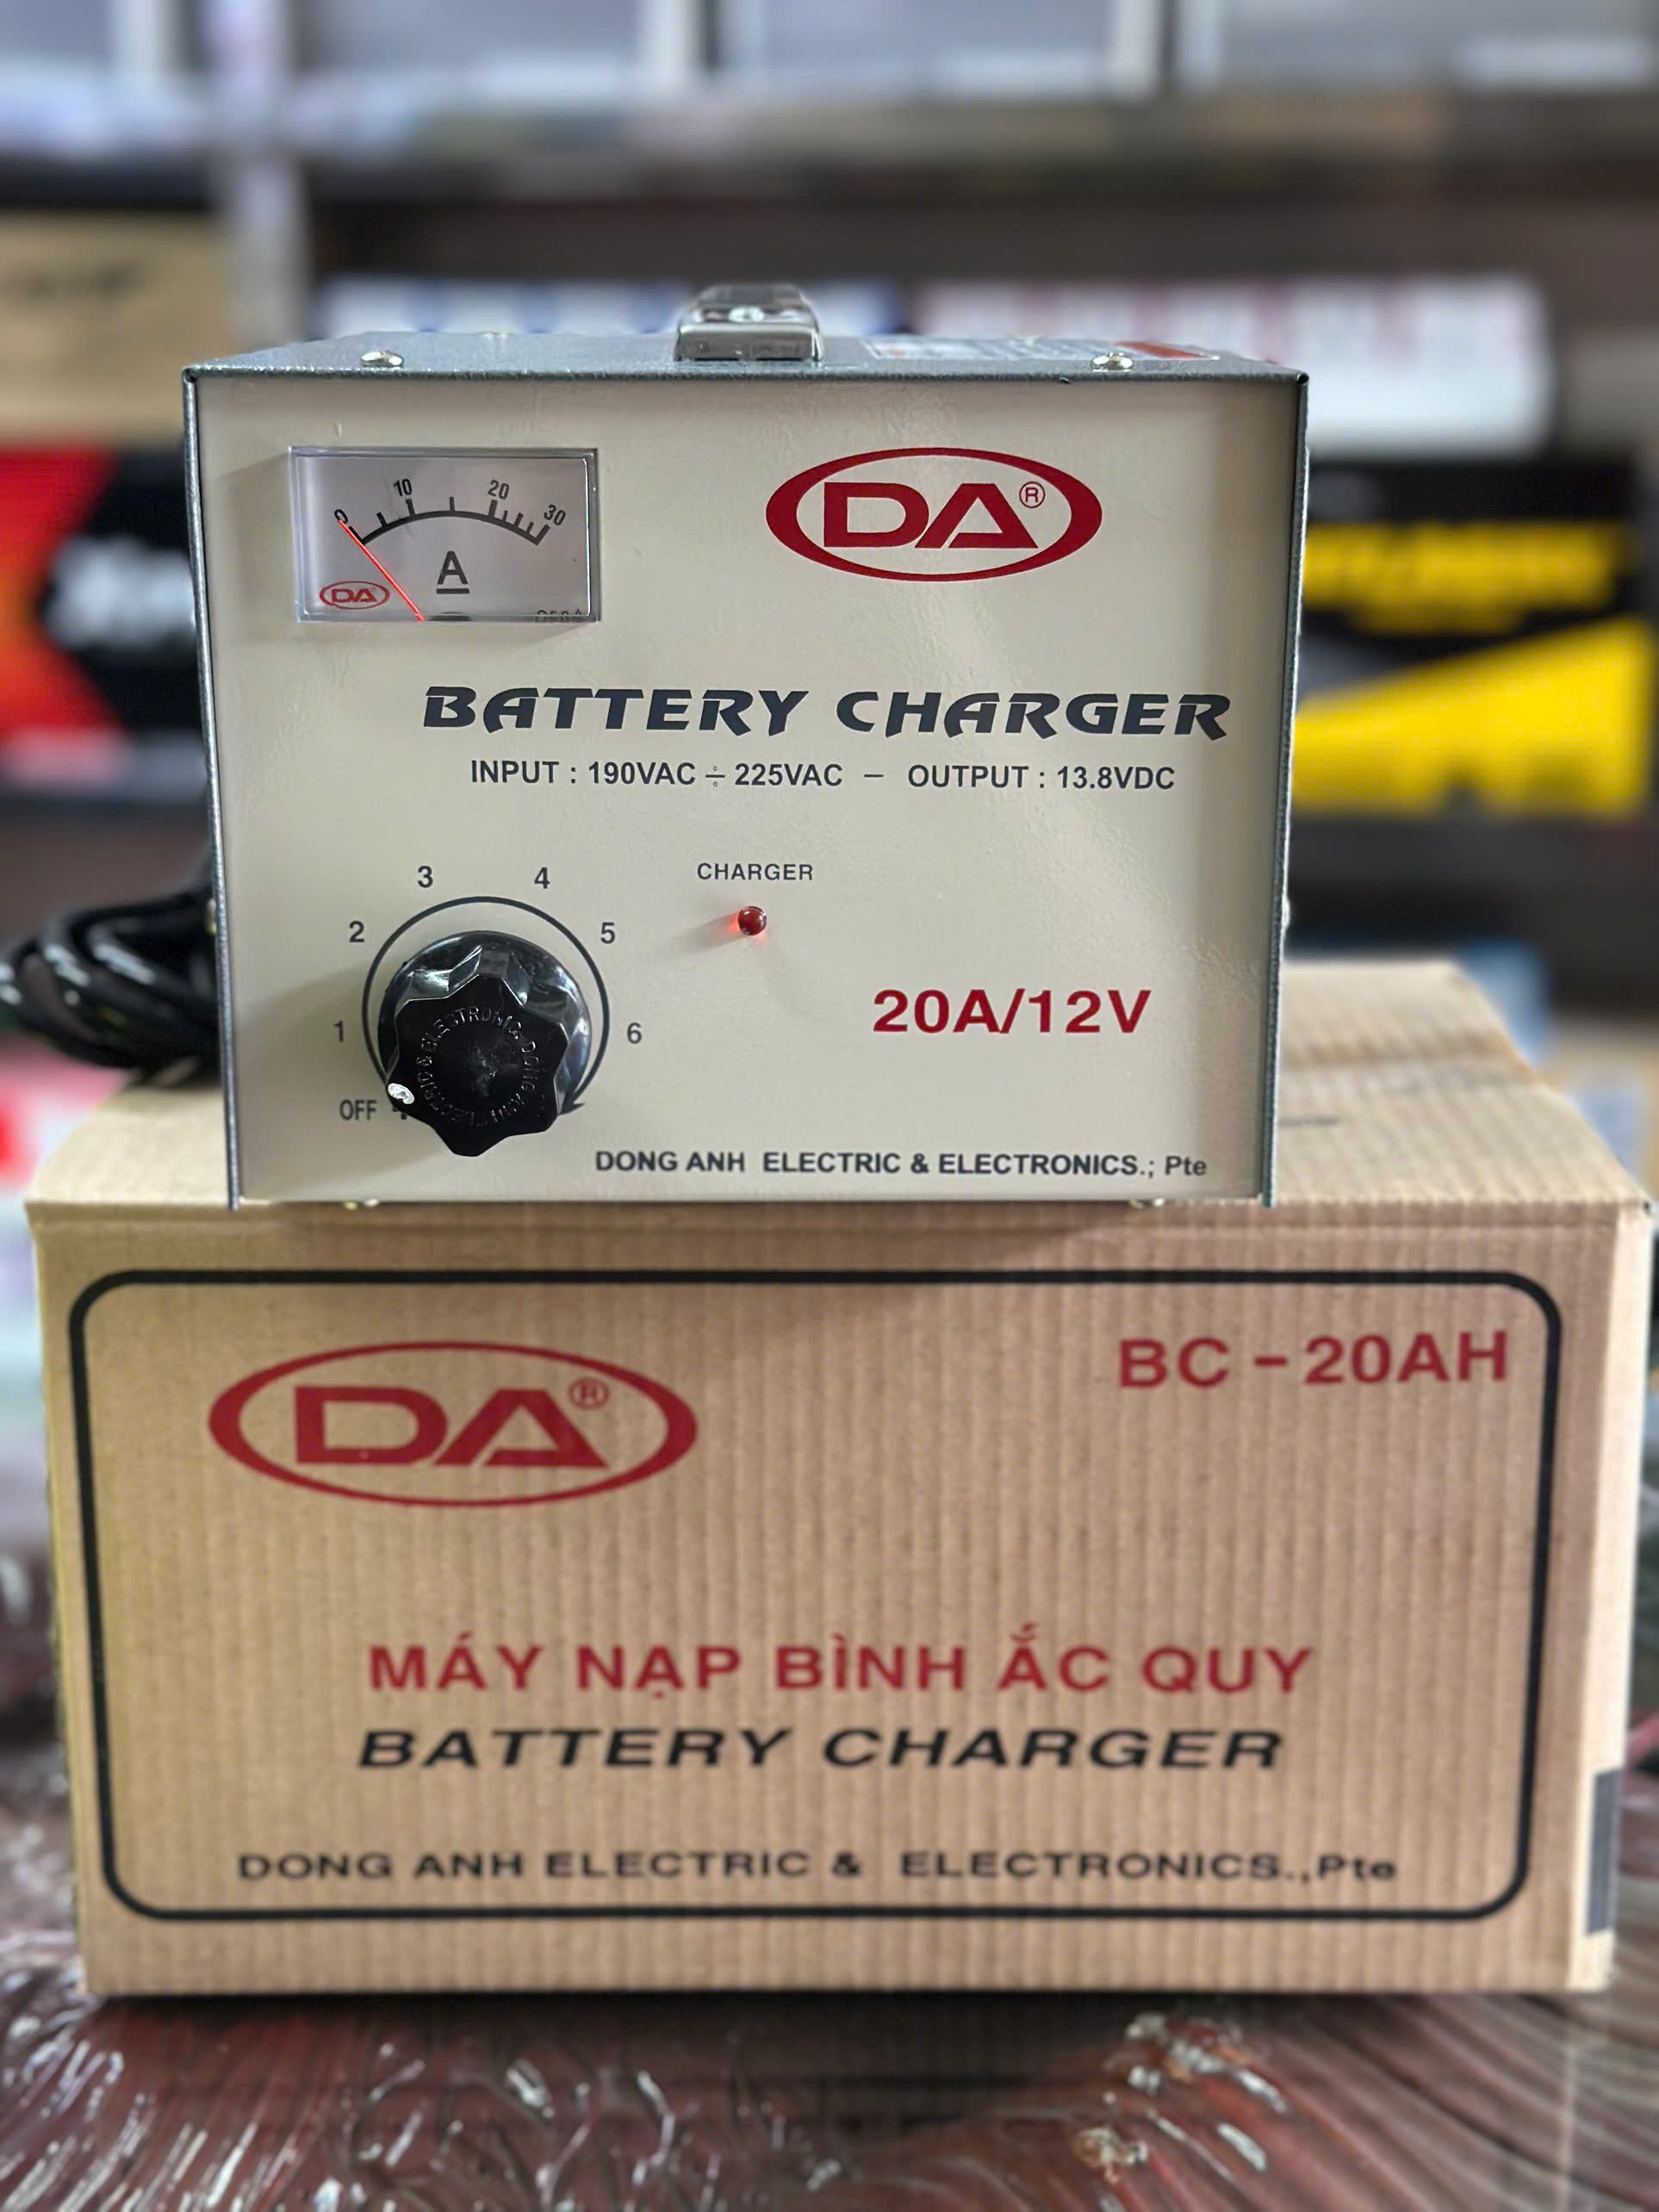 0 10 20 30
A
DA
DA®
BATTERY CHARGER
INPUT : 190VAC ÷ 225VAC – OUTPUT : 13.8VDC
CHARGER
OFF 1 2 3 4 5 6
20A/12V
DONG ANH ELECTRIC & ELECTRONICS.; Pte
DA®
BC - 20AH
MÁY NẠP BÌNH ẮC QUY
BATTERY CHARGER
DONG ANH ELECTRIC & ELECTRONICS.,Pte